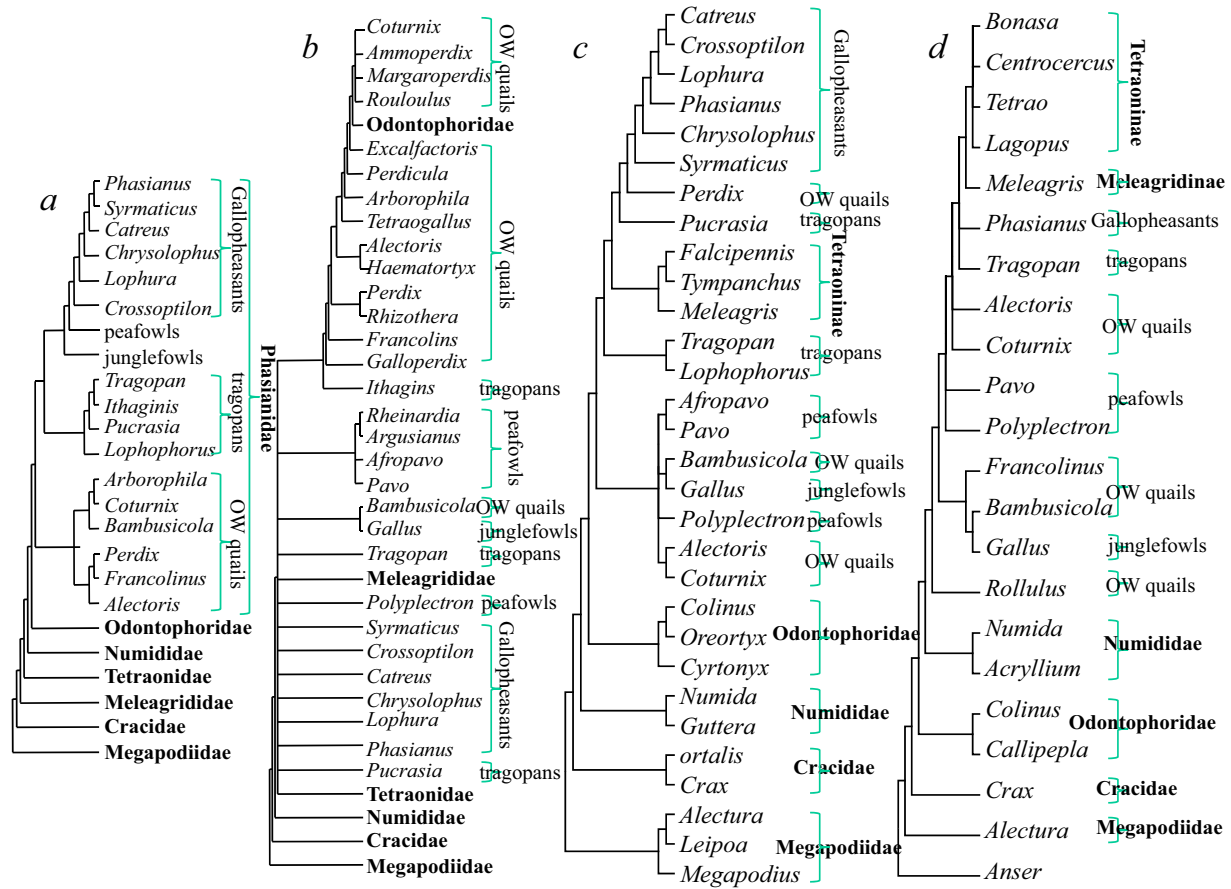 a
Phasianus
Syrmaticus
Catreus
Chrysolophus
Lophura
Crossoptilon
Gallopheasants
peafowls
junglefowls
Tragopan
Ithaginis
Pucrasia
Lophophorus
tragopans
Arborophila
Coturnix
Bambusicola
Perdix
Francolinus
Alectoris
OW quails
Phasianidae
Odontophoridae
Numididae
Tetraonidae
Meleagrididae
Cracidae
Megapodiidae
b
Coturnix
Ammoperdix
Margaroperdis
Rouloulus
OW quails
Odontophoridae
Excalfactoris
Perdicula
Arborophila
Tetraogallus
Alectoris
Haematortyx
Perdix
Rhizothera
Francolins
Galloperdix
OW quails
Ithagins tragopans
Rheinardia
Argusianus
Afropavo
Pavo
peafowls
Bambusicola OW quails
Gallus junglefowls
Tragopan tragopans
Meleagrididae
Polyplectron peafowls
Syrmaticus
Crossoptilon
Catreus
Chrysolophus
Lophura
Phasianus
Gallopheasants
Pucrasia tragopans
Tetraonidae
Numididae
Cracidae
Megapodiidae
c
Catreus
Crossoptilon
Lophura
Phasianus
Chrysolophus
Syrmaticus
Gallopheasants
Perdix OW quails
Pucrasia tragopans
Falcipennis
Tympanchus
Meleagris
Tetraoninae
Tragopan
Lophophorus
tragopans
Afropavo
Pavo
peafowls
Bambusicola OW quails
Gallus junglefowls
Polyplectron peafowls
Alectoris
Coturnix
OW quails
Colinus
Oreortyx
Cyrtonyx
Odontophoridae
Numida
Guttera
Numididae
ortalis
Crax
Cracidae
Alectura
Leipoa
Megapodius
Megapodiidae
d
Bonasa
Centrocercus
Tetrao
Lagopus
Tetraoninae
Meleagris Meleagridinae
Phasianus Gallopheasants
Tragopan tragopans
Alectoris
Coturnix
OW quails
Pavo
Polyplectron
peafowls
Francolinus
Bambusicola
OW quails
Gallus junglefowls
Rollulus OW quails
Numida
Acryllium
Numididae
Colinus
Callipepla
Odontophoridae
Crax Cracidae
Alectura Megapodiidae
Anser